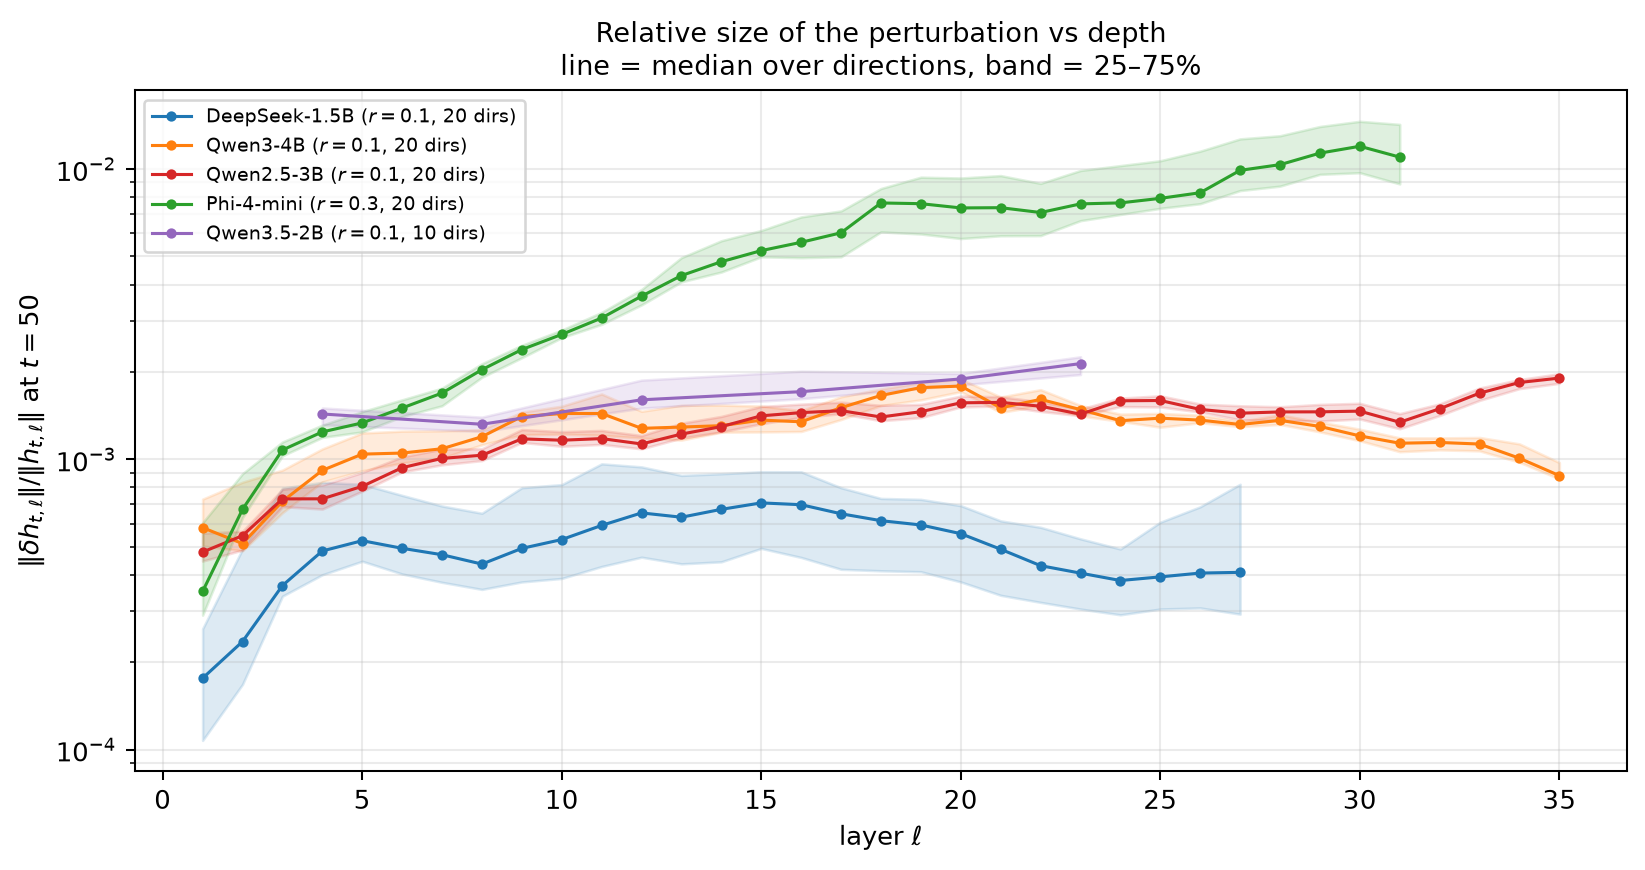 Relative size of the perturbation vs depth
line = median over directions, band = 25–75%
DeepSeek-1.5B (r = 0.1, 20 dirs)
Qwen3-4B (r = 0.1, 20 dirs)
Qwen2.5-3B (r = 0.1, 20 dirs)
Phi-4-mini (r = 0.3, 20 dirs)
Qwen3.5-2B (r = 0.1, 10 dirs)
‖δh_{t,ℓ}‖/‖h_{t,ℓ}‖ at t = 50
10⁻²
10⁻³
10⁻⁴
0 5 10 15 20 25 30 35
layer ℓ